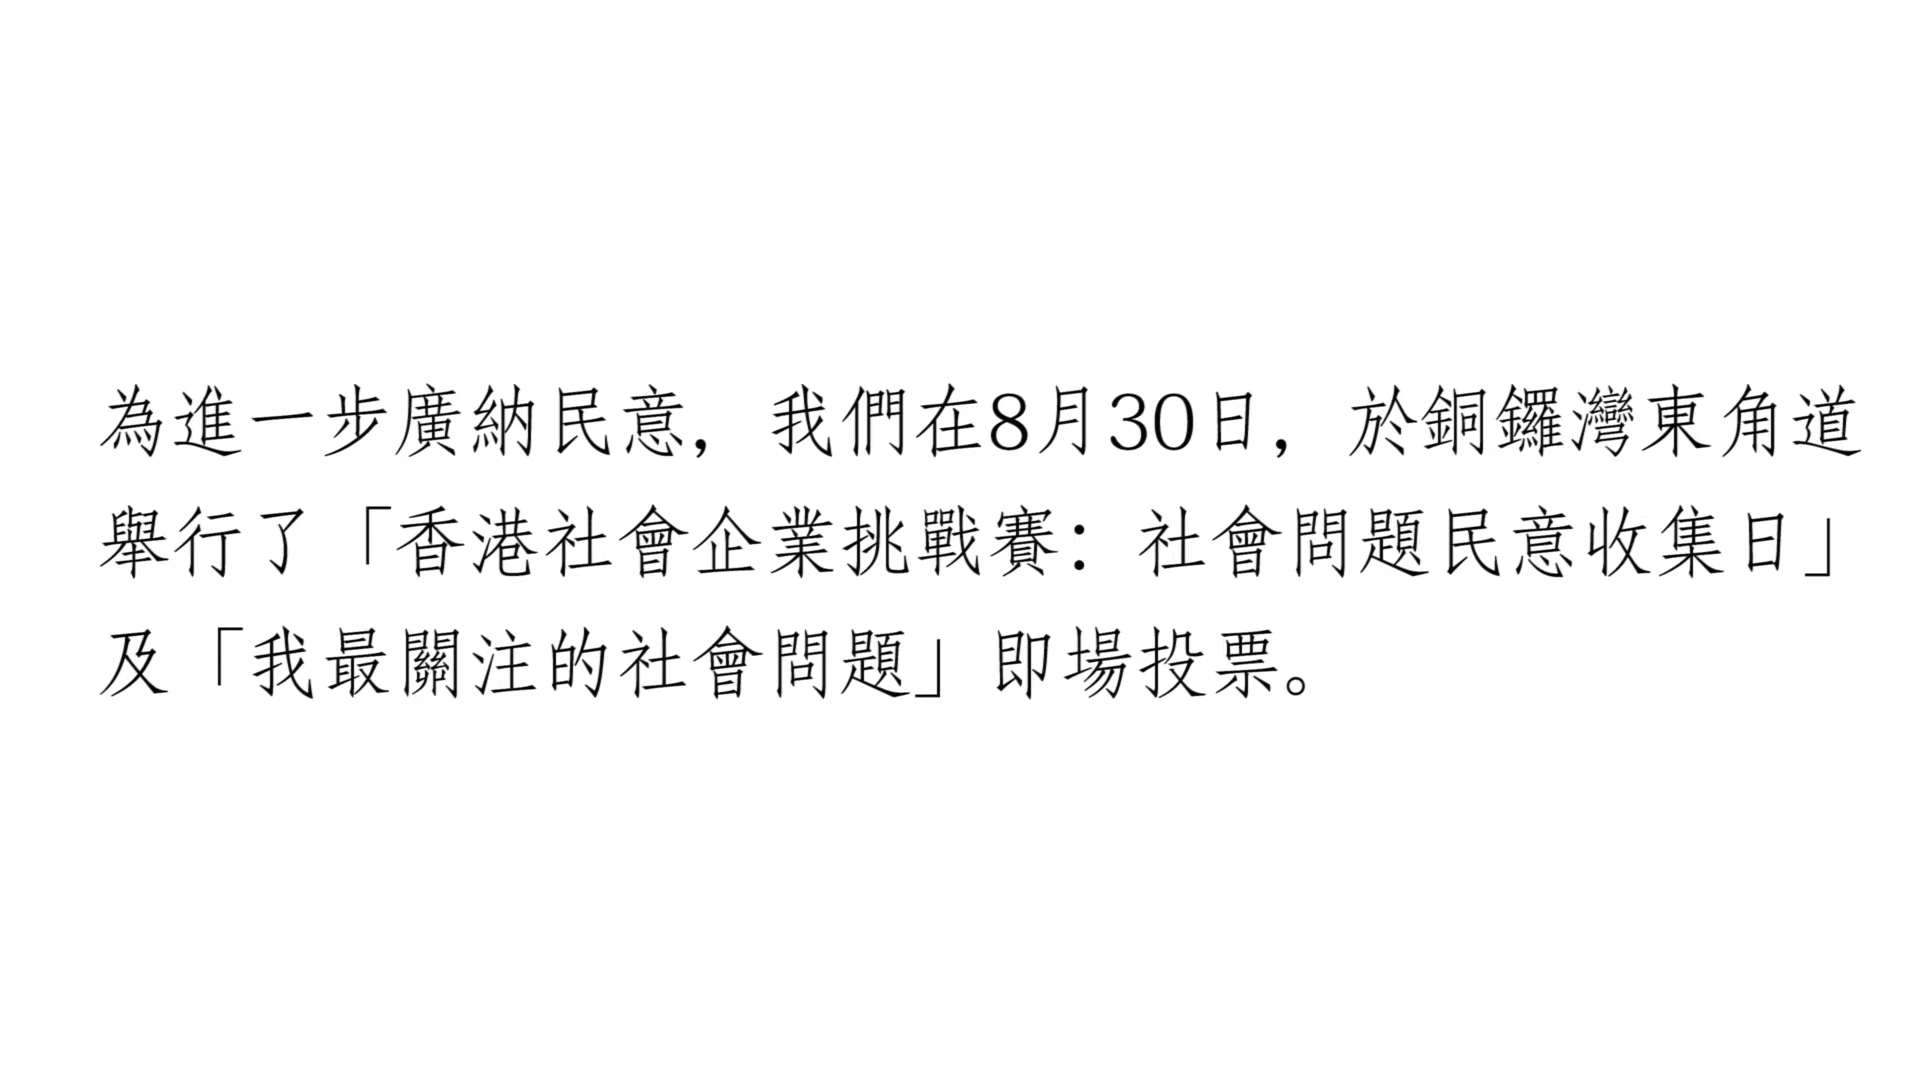 為進一步廣納民意，我們在8月30日，於銅鑼灣東角道
舉行了「香港社會企業挑戰賽：社會問題民意收集日」
及「我最關注的社會問題」即場投票。